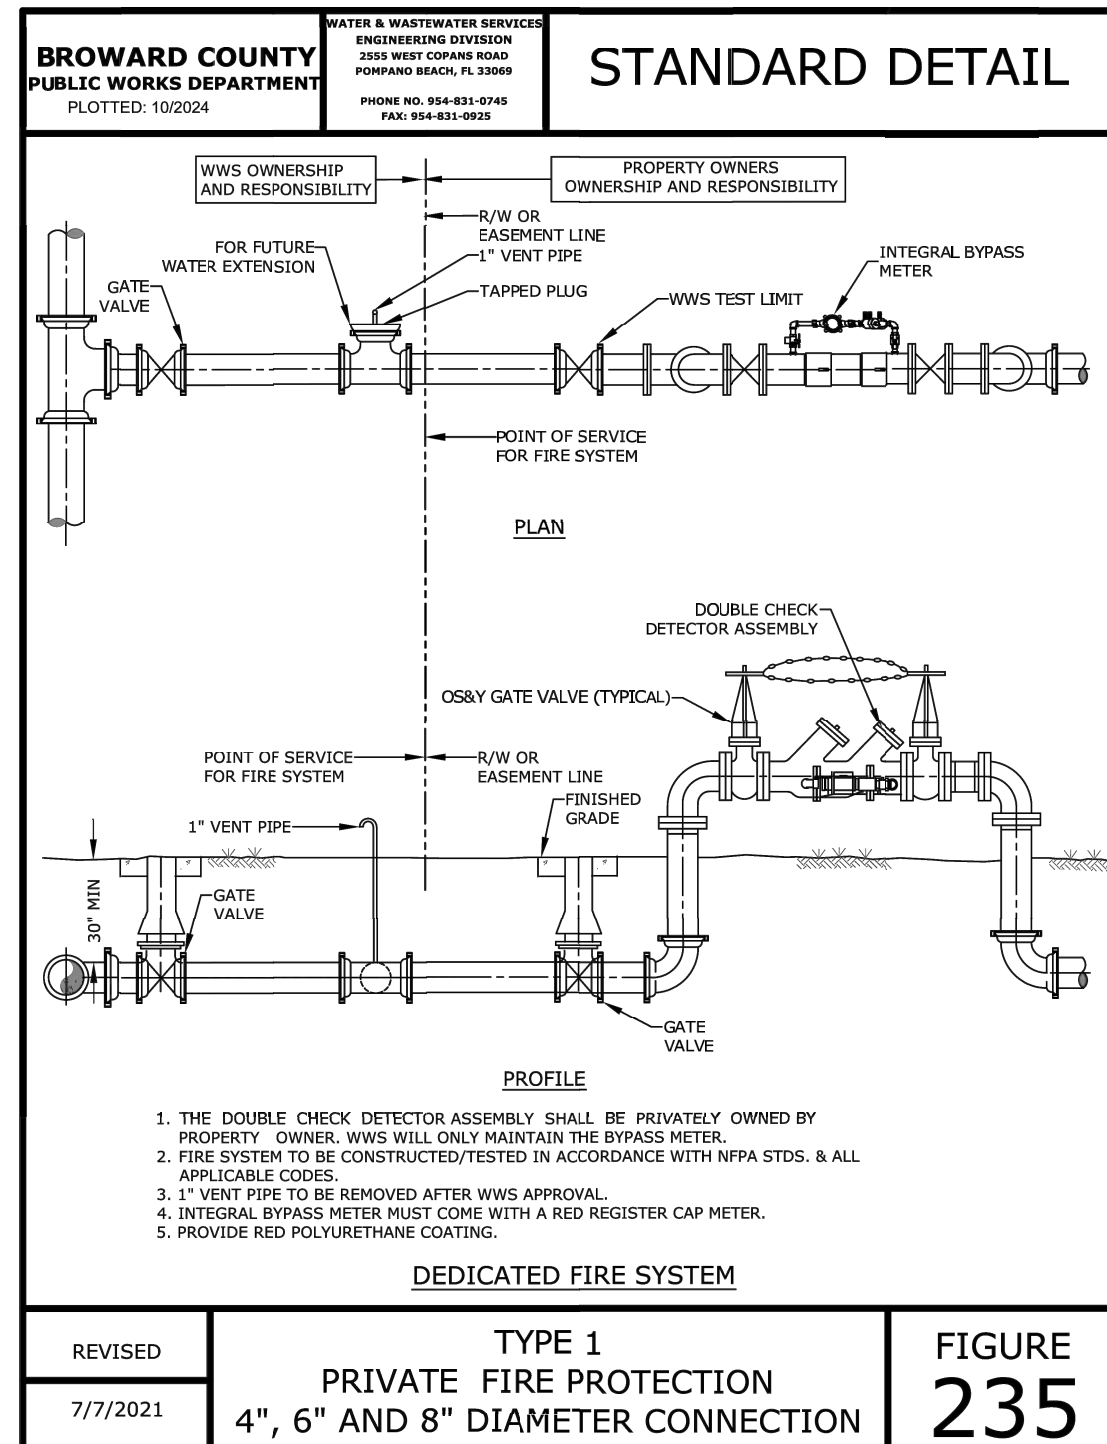 BROWARD COUNTY
PUBLIC WORKS DEPARTMENT
PLOTTED: 10/2024
WATER & WASTEWATER SERVICES
ENGINEERING DIVISION
2555 WEST COPANS ROAD
POMPANO BEACH, FL 33069
PHONE NO. 954-831-0745
FAX: 954-831-0925
STANDARD DETAIL
WWS OWNERSHIP
AND RESPONSIBILITY
PROPERTY OWNERS
OWNERSHIP AND RESPONSIBILITY
R/W OR
EASEMENT LINE
FOR FUTURE
WATER EXTENSION
1" VENT PIPE
TAPPED PLUG
GATE
VALVE
WWS TEST LIMIT
INTEGRAL BYPASS
METER
POINT OF SERVICE
FOR FIRE SYSTEM
PLAN
DOUBLE CHECK
DETECTOR ASSEMBLY
OS&Y GATE VALVE (TYPICAL)
POINT OF SERVICE
FOR FIRE SYSTEM
R/W OR
EASEMENT LINE
1" VENT PIPE
FINISHED
GRADE
30" MIN
GATE
VALVE
GATE
VALVE
PROFILE
1. THE DOUBLE CHECK DETECTOR ASSEMBLY SHALL BE PRIVATELY OWNED BY
PROPERTY OWNER. WWS WILL ONLY MAINTAIN THE BYPASS METER.
2. FIRE SYSTEM TO BE CONSTRUCTED/TESTED IN ACCORDANCE WITH NFPA STDS. & ALL
APPLICABLE CODES.
3. 1" VENT PIPE TO BE REMOVED AFTER WWS APPROVAL.
4. INTEGRAL BYPASS METER MUST COME WITH A RED REGISTER CAP METER.
5. PROVIDE RED POLYURETHANE COATING.
DEDICATED FIRE SYSTEM
REVISED
7/7/2021
TYPE 1
PRIVATE FIRE PROTECTION
4", 6" AND 8" DIAMETER CONNECTION
FIGURE
235